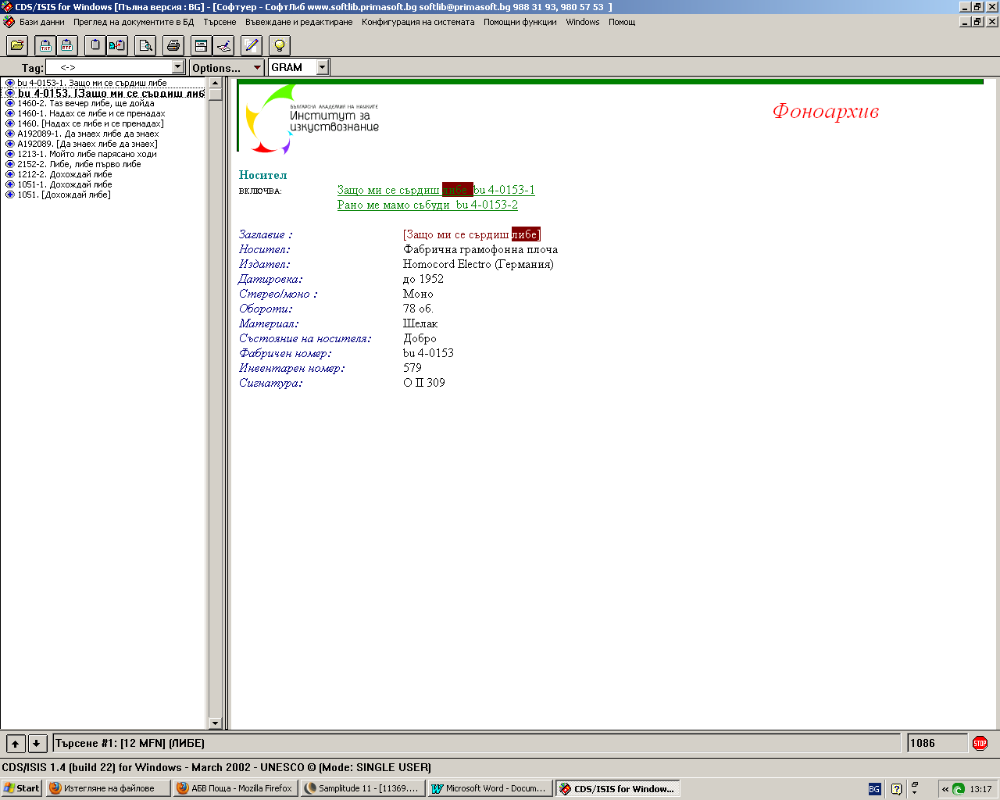 CDS/ISIS for Windows [Пълна версия : BG] - [Софтуер - СофтЛиб www.softlib.primasoft.bg softlib@primasoft.bg 988 31 93, 980 57 53 ]
Бази данни Преглед на документите в БД Търсене Въвеждане и редактиране Конфигурация на системата Помощни функции Windows Помощ
TXT RTF
Tag: <-> Options... GRAM
bu 4-0153-1. Защо ми се сърдиш либе
bu 4-0153. [Защо ми се сърдиш либ
1460-2. Таз вечер либе, ще дойда
1460-1. Надах се либе и се пренадах
1460. [Надах се либе и се пренадах]
A192089-1. Да знаех либе да знаех
A192089. [Да знаех либе да знаех]
1213-1. Мойто либе парясано ходи
2152-2. Либе, либе първо либе
1212-2. Дохождай либе
1051-1. Дохождай либе
1051. [Дохождай либе]
БЪЛГАРСКА АКАДЕМИЯ НА НАУКИТЕ
Институт за
изкуствознание
Фоноархив
Носител
ВКЛЮЧВА: Защо ми се сърдиш либе bu 4-0153-1
Рано ме мамо събуди bu 4-0153-2
Заглавие : [Защо ми се сърдиш либе]
Носител: Фабрична грамофонна плоча
Издател: Homocord Electro (Германия)
Датировка: до 1952
Стерео/моно : Моно
Обороти: 78 об.
Материал: Шелак
Състояние на носителя: Добро
Фабричен номер: bu 4-0153
Инвентарен номер: 579
Сигнатура: О II 309
Търсене #1: [12 MFN] (ЛИБЕ) 1086 STOP
CDS/ISIS 1.4 (build 22) for Windows - March 2002 - UNESCO © (Mode: SINGLE USER)
Start Изтегляне на файлове АБВ Поща - Mozilla Firefox Samplitude 11 - [11369.... Microsoft Word - Docum... CDS/ISIS for Window... BG « 13:17